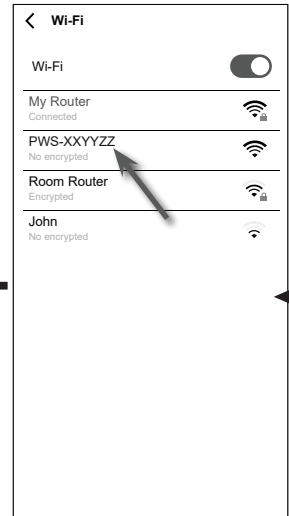 Wi-Fi
Wi-Fi
My Router
Connected
PWS-XXYYZZ
No encrypted
Room Router
Encrypted
John
No encrypted